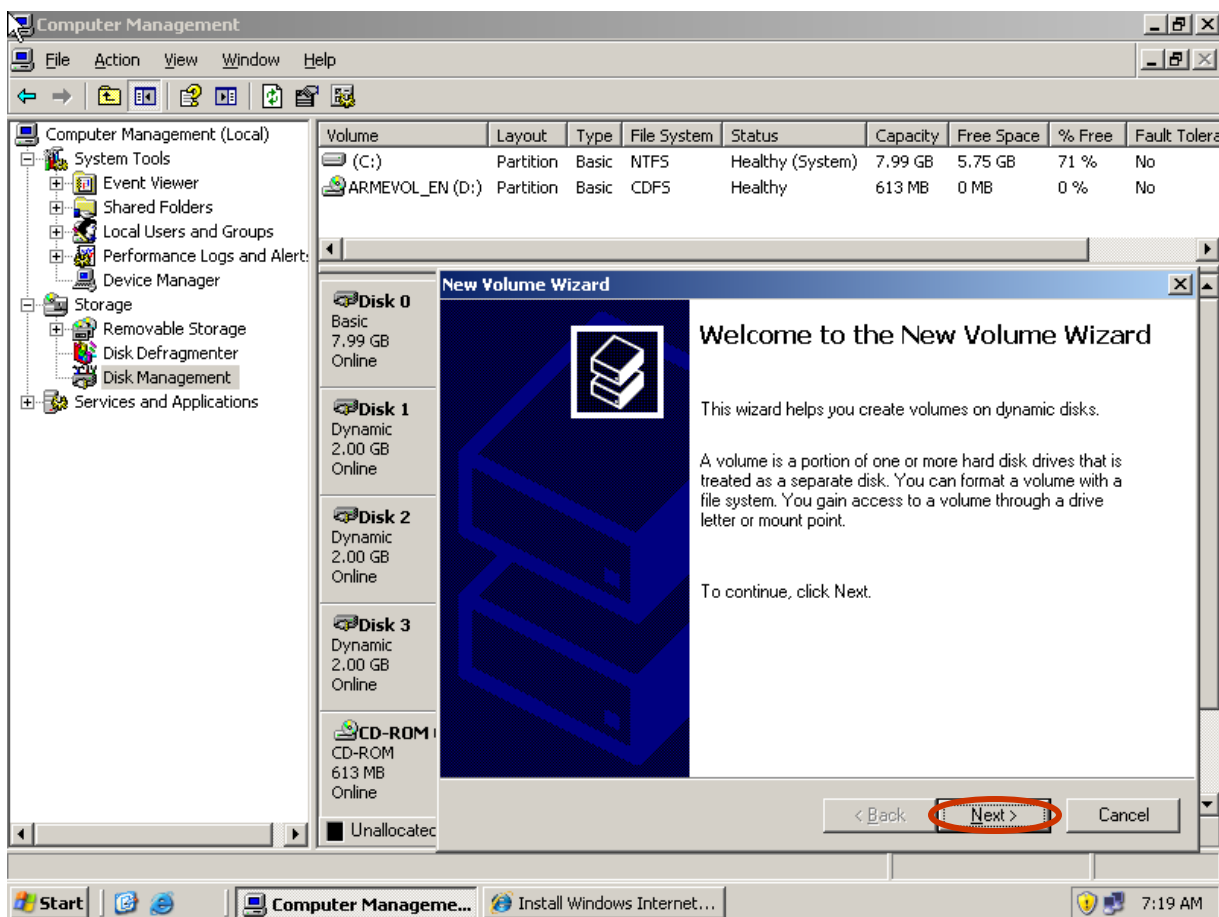 Computer Management
File Action View Window Help
Computer Management (Local)
System Tools
Event Viewer
Shared Folders
Local Users and Groups
Performance Logs and Alert
Device Manager
Storage
Removable Storage
Disk Defragmenter
Disk Management
Services and Applications
Volume Layout Type File System Status Capacity Free Space % Free Fault Tolera
(C:) Partition Basic NTFS Healthy (System) 7.99 GB 5.75 GB 71 % No
ARMEVOL_EN (D:) Partition Basic CDFS Healthy 613 MB 0 MB 0 % No
Disk 0
Basic
7.99 GB
Online
Disk 1
Dynamic
2.00 GB
Online
Disk 2
Dynamic
2.00 GB
Online
Disk 3
Dynamic
2.00 GB
Online
CD-ROM
CD-ROM
613 MB
Online
Unallocated
New Volume Wizard
Welcome to the New Volume Wizard
This wizard helps you create volumes on dynamic disks.
A volume is a portion of one or more hard disk drives that is
treated as a separate disk. You can format a volume with a
file system. You gain access to a volume through a drive
letter or mount point.
To continue, click Next.
< Back Next > Cancel
Start Computer Manageme... Install Windows Internet... 7:19 AM